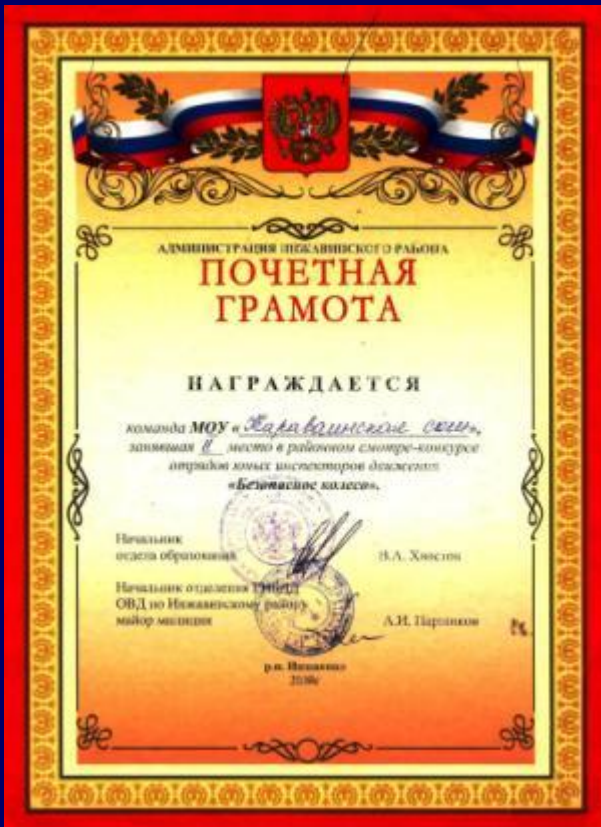 АДМИНИСТРАЦИЯ ИНЖАВИНСКОГО РАЙОНА
ПОЧЕТНАЯ
ГРАМОТА
НАГРАЖДАЕТСЯ
команда МОУ « Караваинская сош»,
занявшая II место в районном смотре-конкурсе
отрядов юных инспекторов движения
«Безопасное колесо».
Начальник
отдела образования В.А.
Начальник отделения ГИБДД
ОВД по Инжавинскому району
майор милиции А.И.
р.п. Инжавино